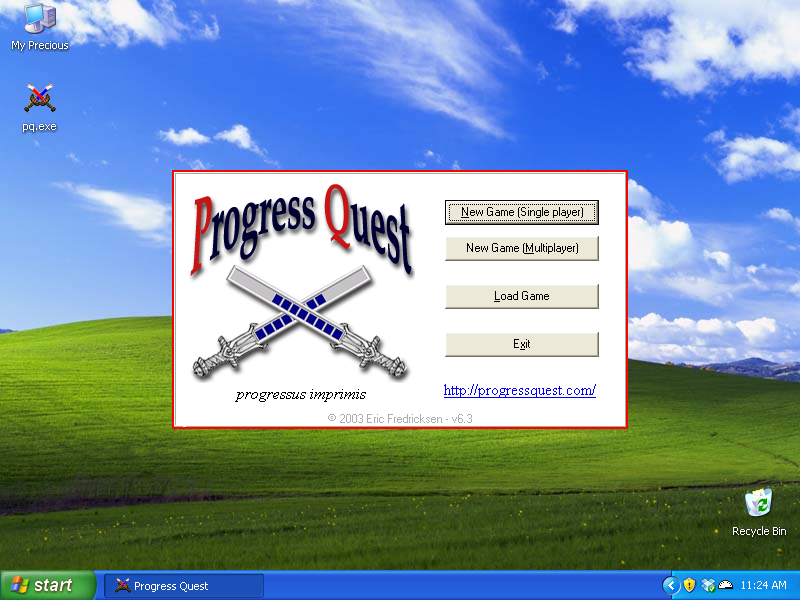 My Precious
pq.exe
Progress Quest
progressus imprimis
New Game (Single player)
New Game (Multiplayer)
Load Game
Exit
http://progressquest.com/
© 2003 Eric Fredricksen - v6.3
Recycle Bin
start
Progress Quest
11:24 AM